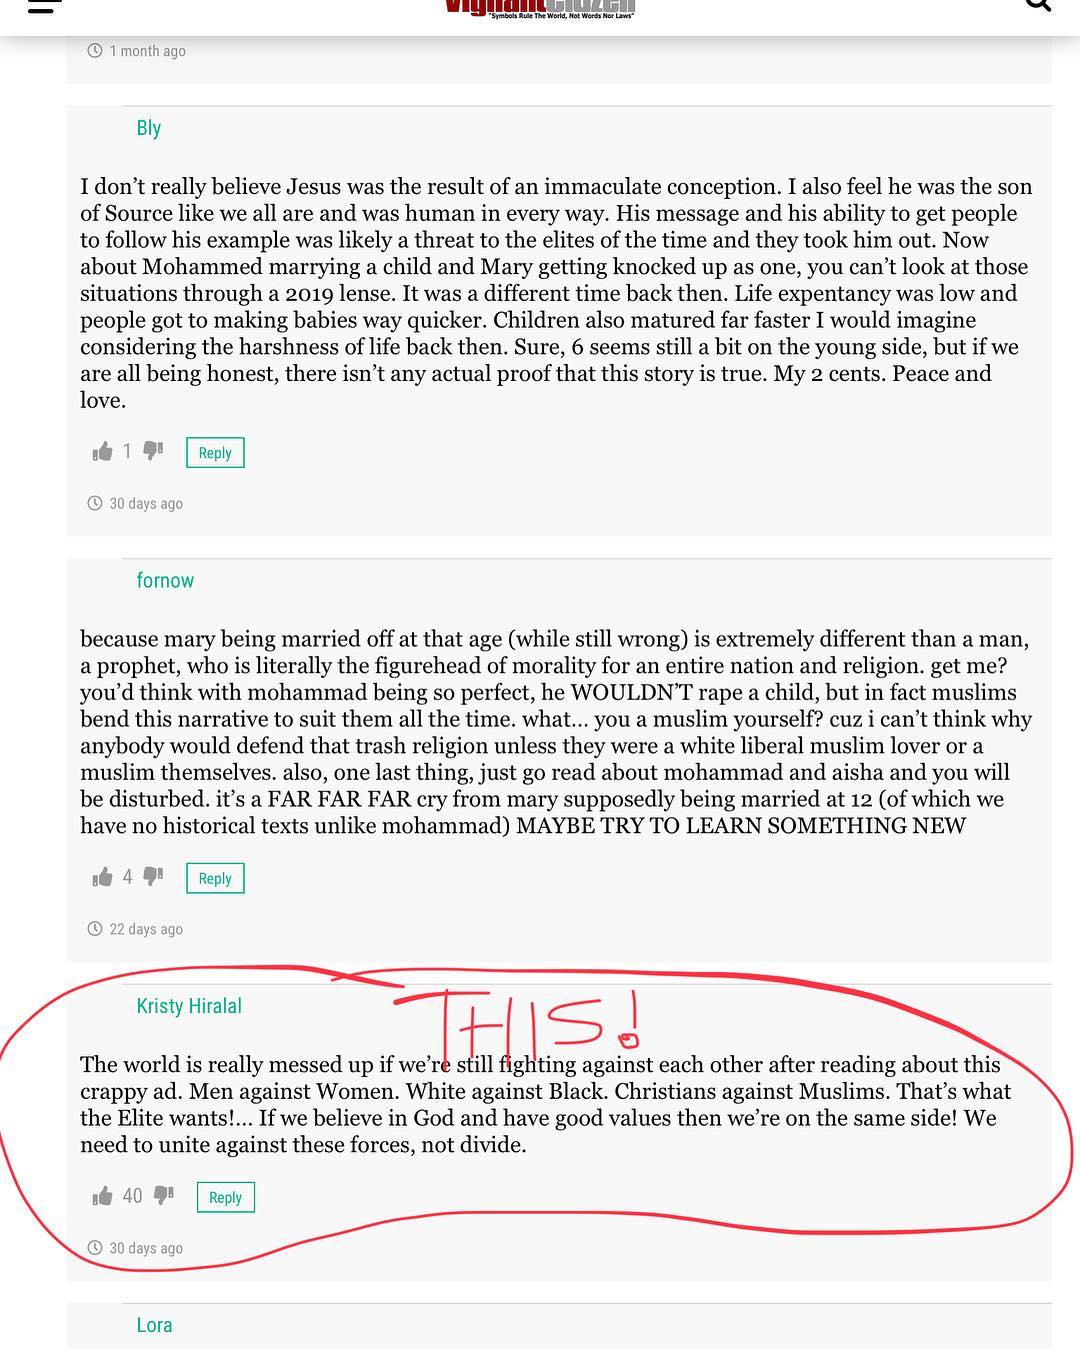 VigilantCitizen
"Symbols Rule The World, Not Words Nor Laws"
1 month ago
Bly
I don’t really believe Jesus was the result of an immaculate conception. I also feel he was the son
of Source like we all are and was human in every way. His message and his ability to get people
to follow his example was likely a threat to the elites of the time and they took him out. Now
about Mohammed marrying a child and Mary getting knocked up as one, you can’t look at those
situations through a 2019 lense. It was a different time back then. Life expentancy was low and
people got to making babies way quicker. Children also matured far faster I would imagine
considering the harshness of life back then. Sure, 6 seems still a bit on the young side, but if we
are all being honest, there isn’t any actual proof that this story is true. My 2 cents. Peace and
love.
1 Reply
30 days ago
fornow
because mary being married off at that age (while still wrong) is extremely different than a man,
a prophet, who is literally the figurehead of morality for an entire nation and religion. get me?
you’d think with mohammad being so perfect, he WOULDN’T rape a child, but in fact muslims
bend this narrative to suit them all the time. what... you a muslim yourself? cuz i can’t think why
anybody would defend that trash religion unless they were a white liberal muslim lover or a
muslim themselves. also, one last thing, just go read about mohammad and aisha and you will
be disturbed. it’s a FAR FAR FAR cry from mary supposedly being married at 12 (of which we
have no historical texts unlike mohammad) MAYBE TRY TO LEARN SOMETHING NEW
4 Reply
22 days ago
Kristy Hiralal
THIS!
The world is really messed up if we’re still fighting against each other after reading about this
crappy ad. Men against Women. White against Black. Christians against Muslims. That’s what
the Elite wants!... If we believe in God and have good values then we’re on the same side! We
need to unite against these forces, not divide.
40 Reply
30 days ago
Lora